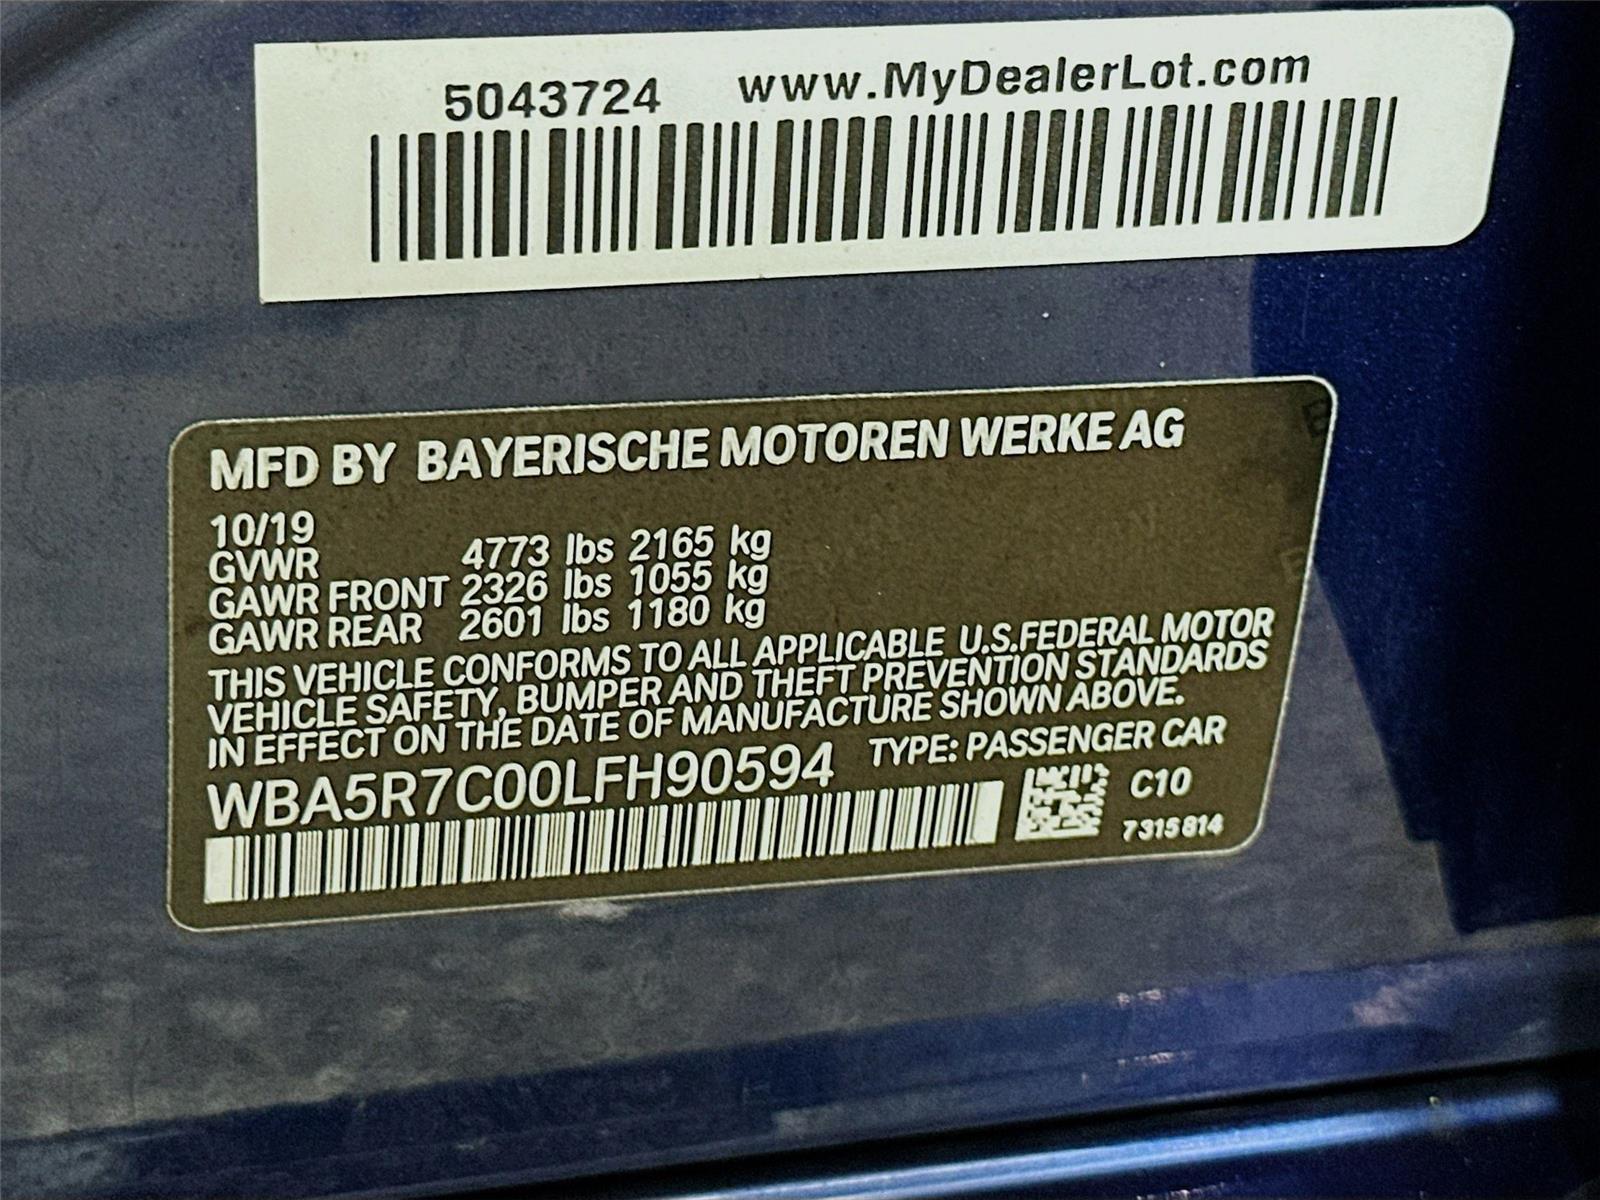 5043724 www.MyDealerLot.com
MFD BY BAYERISCHE MOTOREN WERKE AG
10/19
GVWR 4773 lbs 2165 kg
GAWR FRONT 2326 lbs 1055 kg
GAWR REAR 2601 lbs 1180 kg
THIS VEHICLE CONFORMS TO ALL APPLICABLE U.S.FEDERAL MOTOR
VEHICLE SAFETY, BUMPER AND THEFT PREVENTION STANDARDS
IN EFFECT ON THE DATE OF MANUFACTURE SHOWN ABOVE.
WBA5R7C00LFH90594 TYPE: PASSENGER CAR
C10
7315814